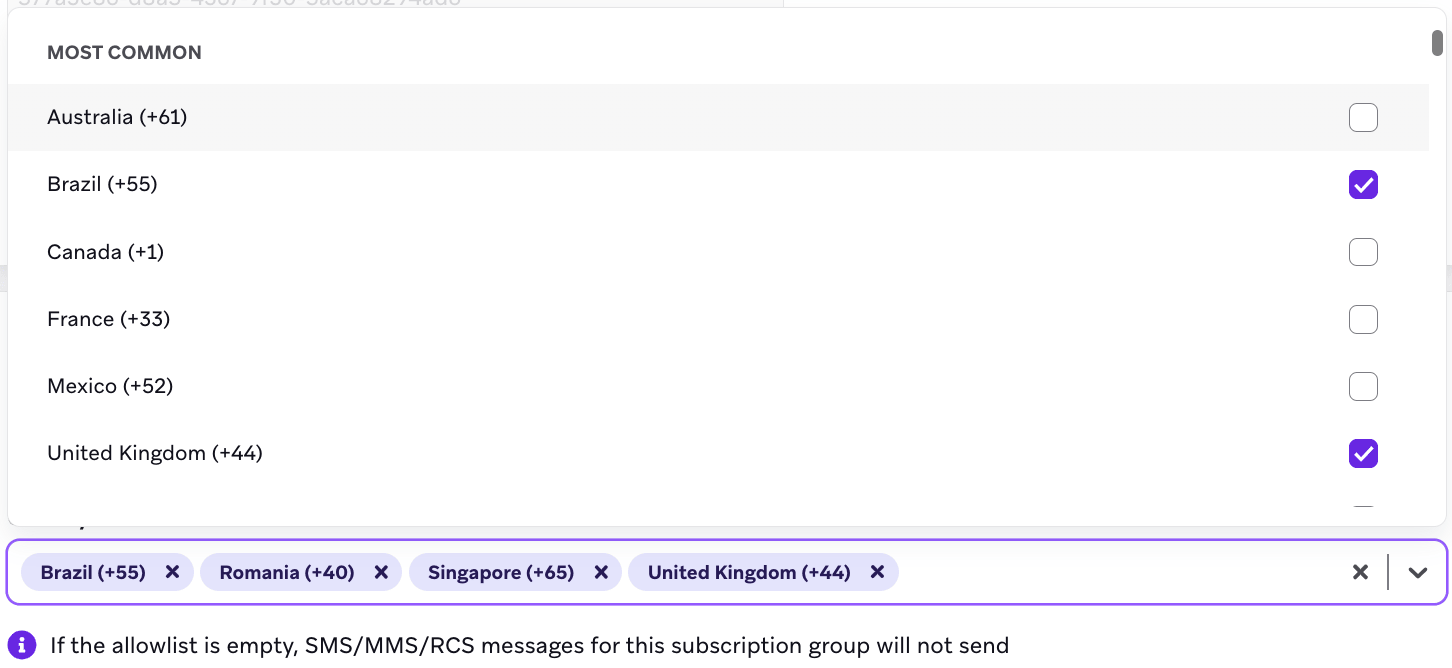 MOST COMMON
Australia (+61)
Brazil (+55)
Canada (+1)
France (+33)
Mexico (+52)
United Kingdom (+44)
Brazil (+55) Romania (+40) Singapore (+65) United Kingdom (+44)
If the allowlist is empty, SMS/MMS/RCS messages for this subscription group will not send